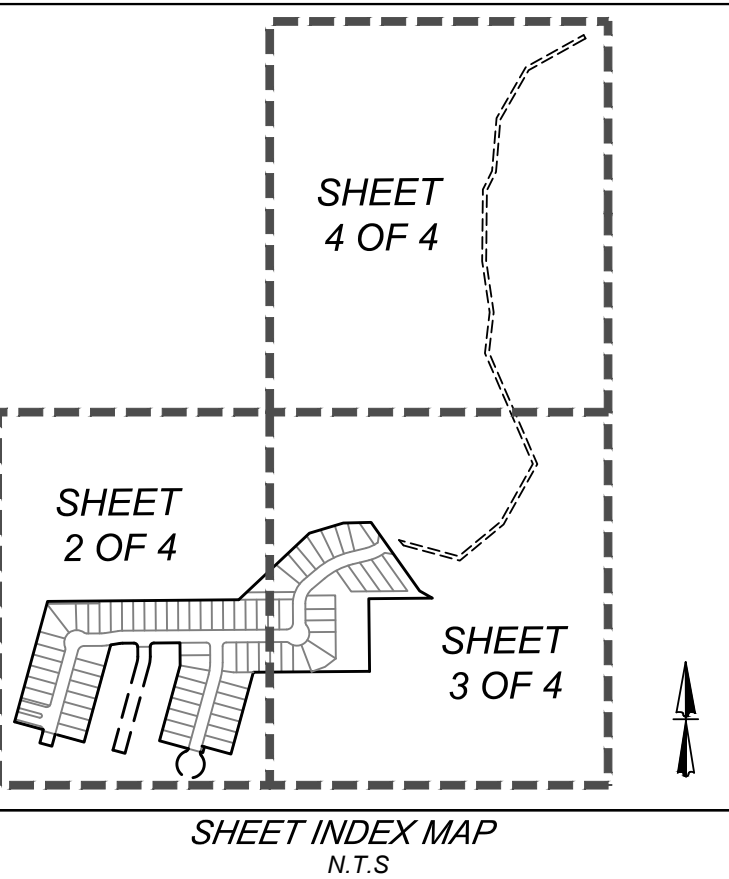 SHEET
4 OF 4
SHEET
2 OF 4
SHEET
3 OF 4
SHEET INDEX MAP
N.T.S